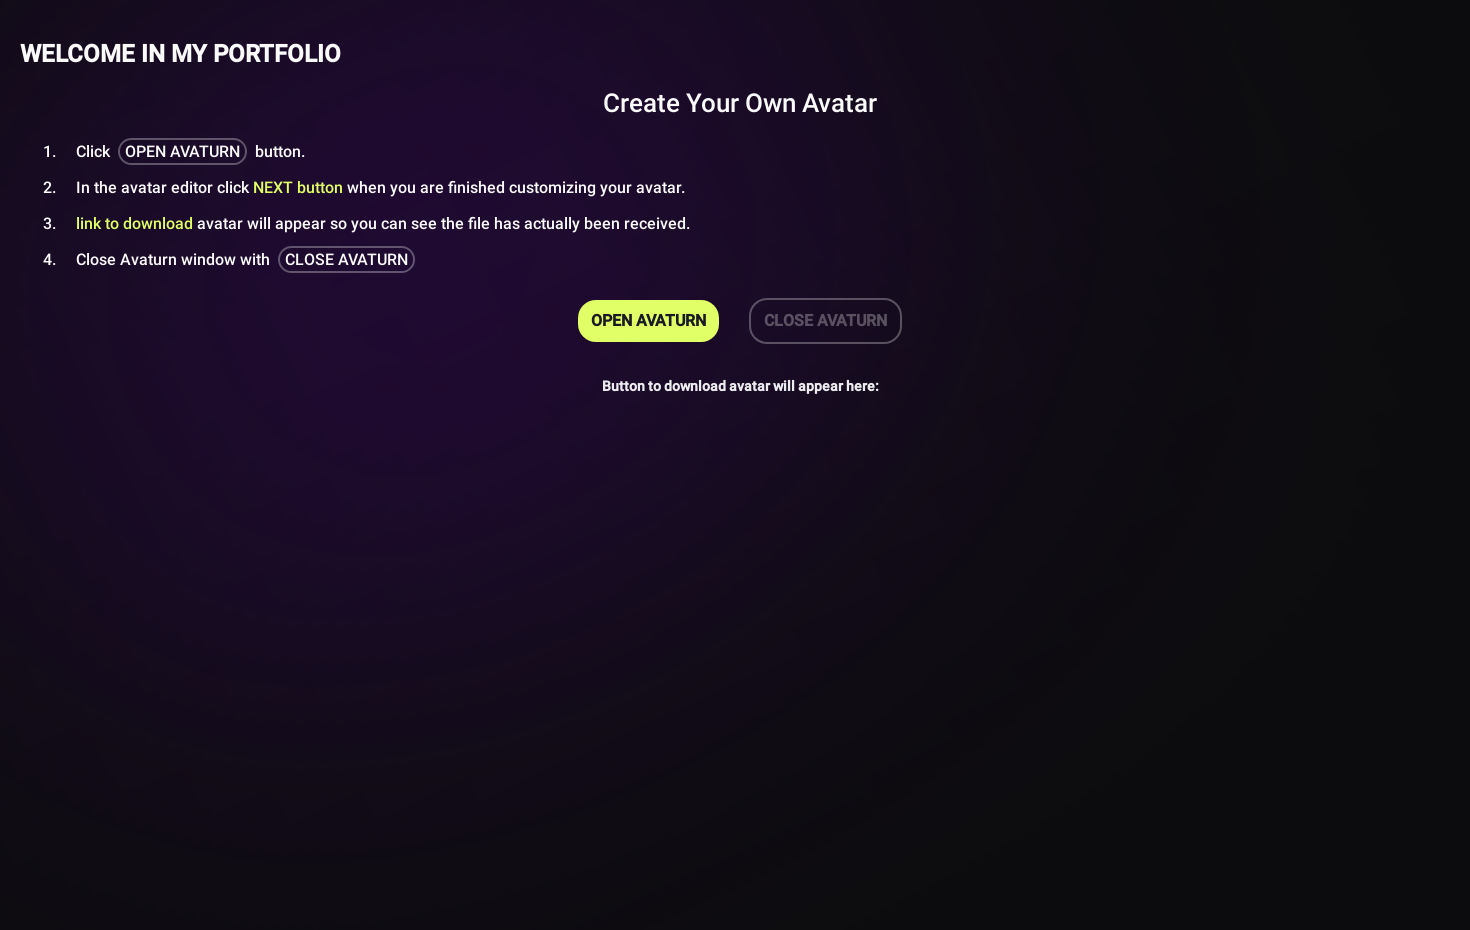 WELCOME IN MY PORTFOLIO
Create Your Own Avatar
1. Click OPEN AVATURN button.
2. In the avatar editor click NEXT button when you are finished customizing your avatar.
3. link to download avatar will appear so you can see the file has actually been received.
4. Close Avaturn window with CLOSE AVATURN
OPEN AVATURN CLOSE AVATURN
Button to download avatar will appear here: